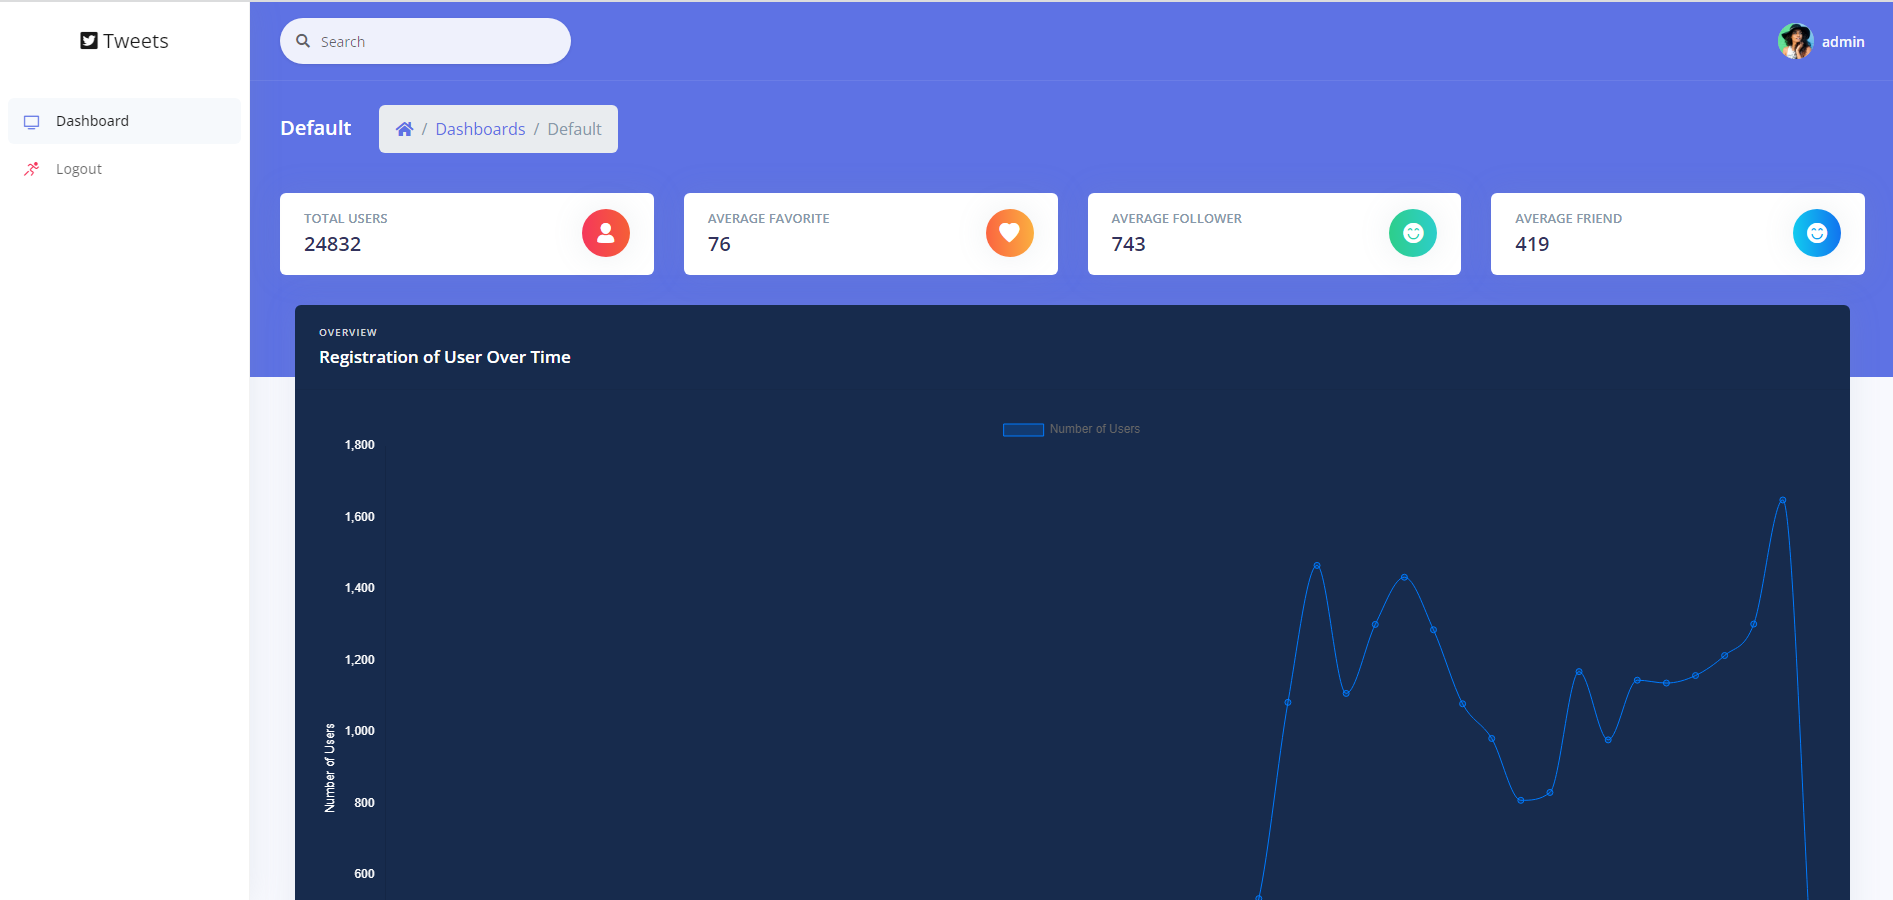 Tweets
Search
admin
Dashboard
Logout
Default
/ Dashboards / Default
TOTAL USERS
24832
AVERAGE FAVORITE
76
AVERAGE FOLLOWER
743
AVERAGE FRIEND
419
OVERVIEW
Registration of User Over Time
Number of Users
1,800
1,600
1,400
1,200
1,000
800
600
Number of Users